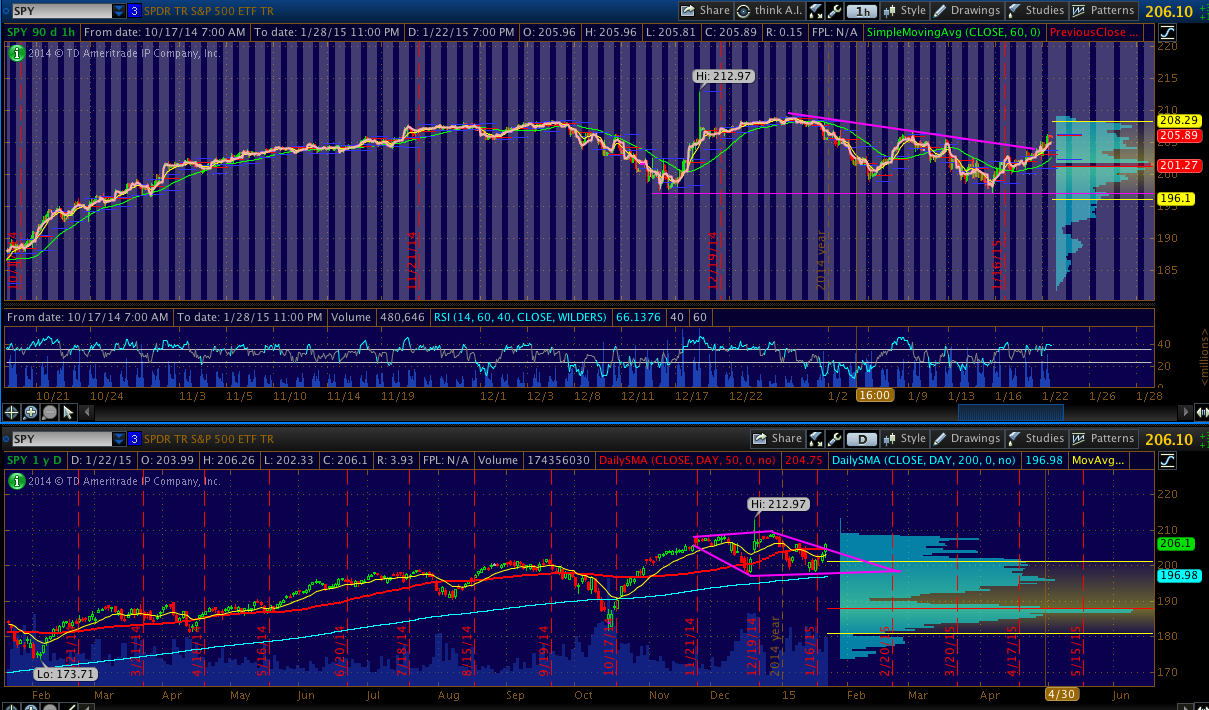 SPY 3 SPDR TR S&P 500 ETF TR Share think A.I. 1h Style Drawings Studies Patterns 206.10
SPY 90 d 1h From date: 10/17/14 7:00 AM To date: 1/28/15 11:00 PM D: 1/22/15 7:00 PM O: 205.96 H: 205.96 L: 205.81 C: 205.89 R: 0.15 FPL: N/A SimpleMovingAvg (CLOSE, 60, 0) PreviousClose ...
2014 © TD Ameritrade IP Company, Inc.
220
Hi: 212.97
215
210
208.29
205.89
201.27
200
196.1
190
185
11/21/14
12/19/14
2014 year
1/16/15
From date: 10/17/14 7:00 AM To date: 1/28/15 11:00 PM Volume 480,646 RSI (14, 60, 40, CLOSE, WILDERS) 66.1376 40 60
40
20
0
<millions>
10/21 10/24 11/3 11/5 11/10 11/14 11/19 12/1 12/3 12/8 12/11 12/17 12/22 1/2 16:00 1/9 1/13 1/16 1/22 1/26 1/28
SPY 3 SPDR TR S&P 500 ETF TR Share D Style Drawings Studies Patterns 206.10
SPY 1 y D D: 1/22/15 O: 203.99 H: 206.26 L: 202.33 C: 206.1 R: 3.93 FPL: N/A Volume 174356030 DailySMA (CLOSE, DAY, 50, 0, no) 204.75 DailySMA (CLOSE, DAY, 200, 0, no) 196.98 MovAvg...
2014 © TD Ameritrade IP Company, Inc.
220
Hi: 212.97
210
206.1
196.98
190
180
170
Lo: 173.71
3/21/14
5/16/14
6/20/14
7/18/14
8/15/14
9/19/14
10/17/14
11/21/14
12/19/14
2014 year
1/16/15
2/20/15
3/20/15
4/17/15
5/15/15
Feb Mar Apr May Jun Jul Aug Sep Oct Nov Dec 15 Feb Mar Apr 4/30 Jun